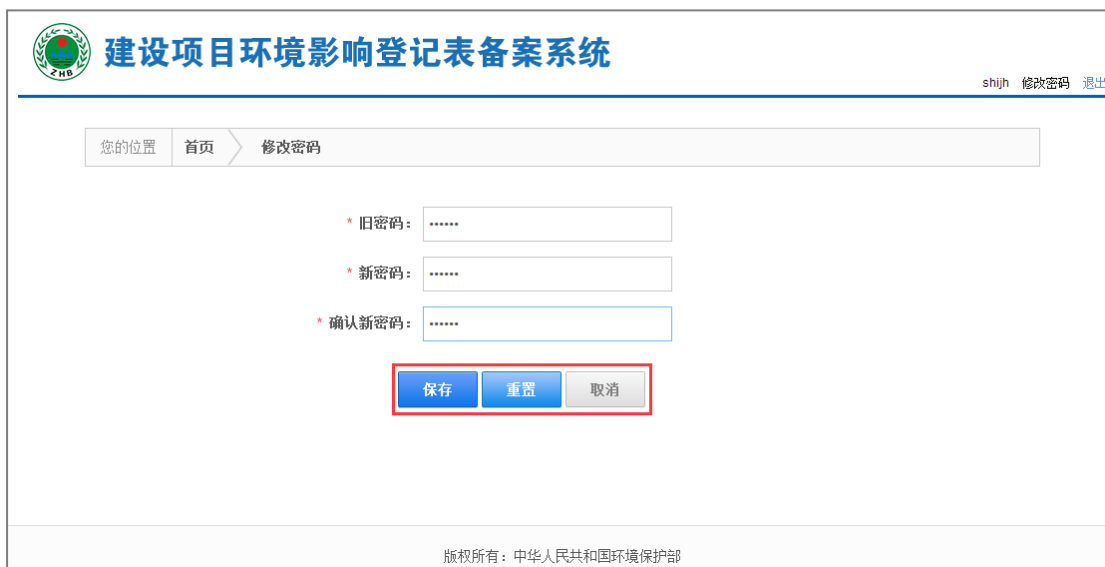 ZHB
建设项目环境影响登记表备案系统
shijh 修改密码 退出
您的位置 首页 修改密码
* 旧密码： ••••••
* 新密码： ••••••
* 确认新密码： ••••••
保存 重置 取消
版权所有：中华人民共和国环境保护部